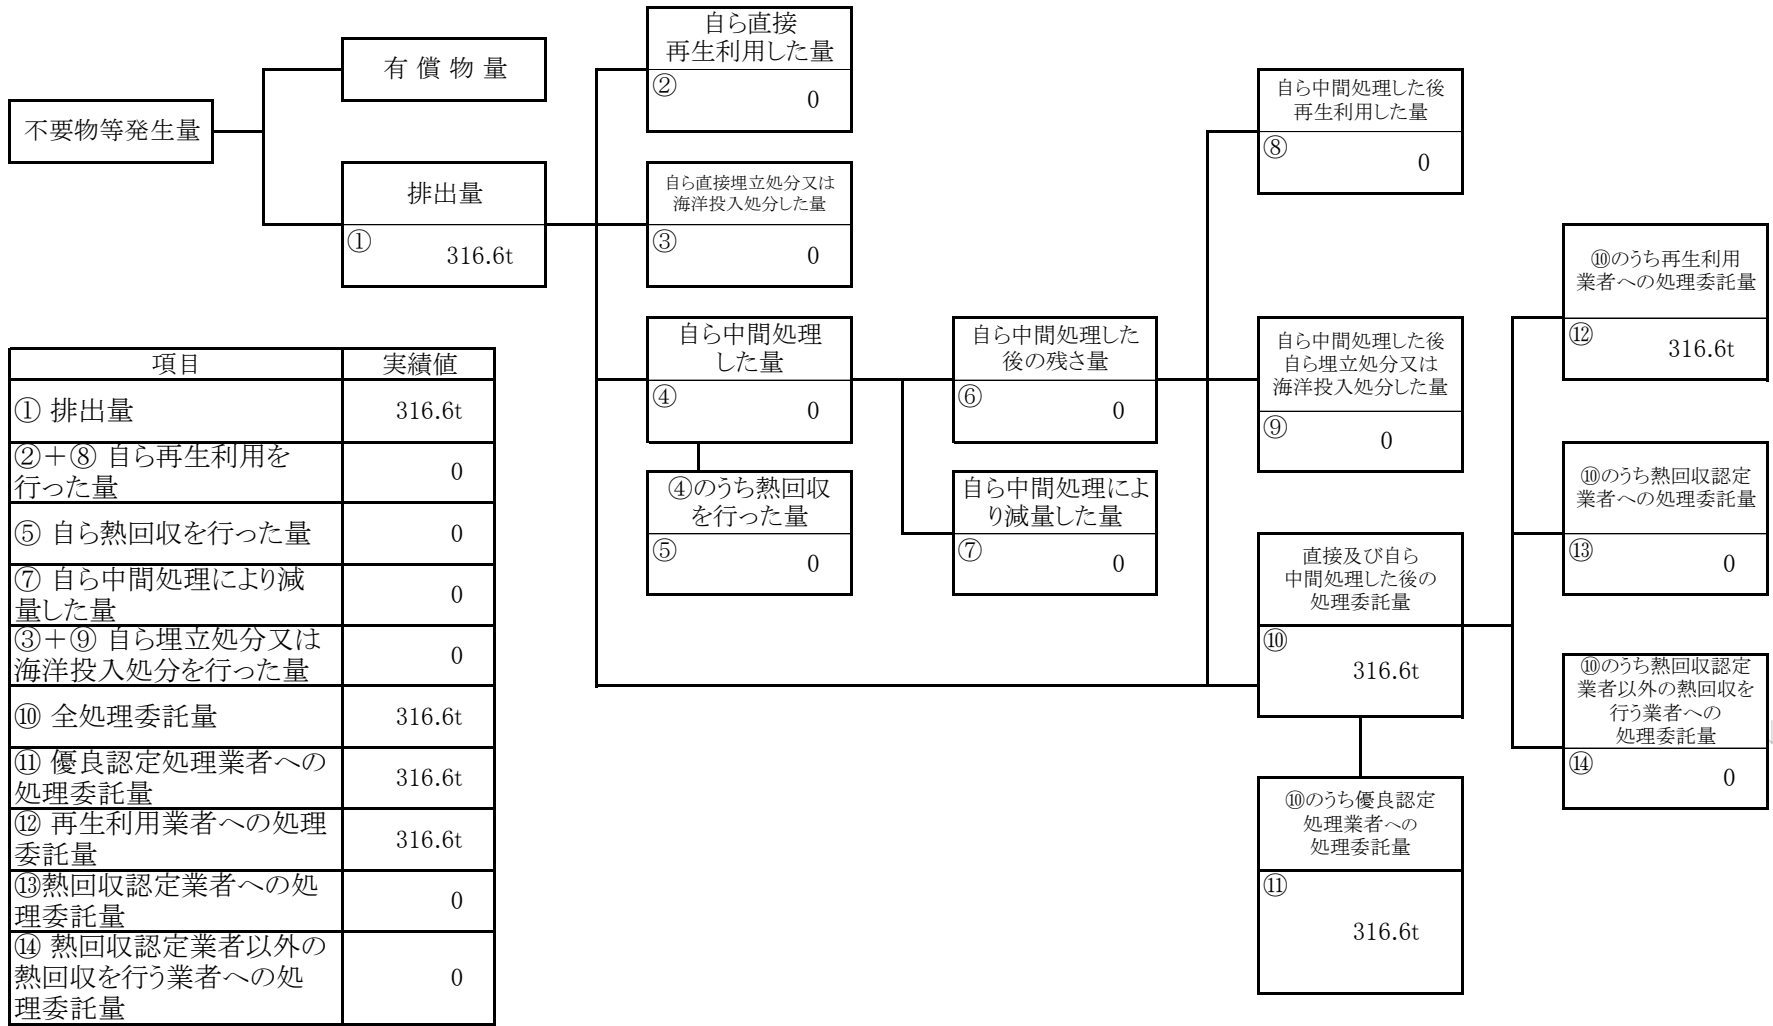 不要物等発生量
有 償 物 量
排出量
①
316.6t
自ら直接
再生利用した量
②
0
自ら直接埋立処分又は
海洋投入処分した量
③
0
自ら中間処理
した量
④
0
④のうち熱回収
を行った量
⑤
0
自ら中間処理した
後の残さ量
⑥
0
自ら中間処理によ
り減量した量
⑦
0
自ら中間処理した後
再生利用した量
⑧
0
自ら中間処理した後
自ら埋立処分又は
海洋投入処分した量
⑨
0
直接及び自ら
中間処理した後の
処理委託量
⑩
316.6t
⑩のうち優良認定
処理業者への
処理委託量
⑪
316.6t
⑩のうち再生利用
業者への処理委託量
⑫
316.6t
⑩のうち熱回収認定
業者への処理委託量
⑬
0
⑩のうち熱回収認定
業者以外の熱回収を
行う業者への
処理委託量
⑭
0
項目 実績値
① 排出量 316.6t
②＋⑧ 自ら再生利用を
行った量
0
⑤ 自ら熱回収を行った量 0
⑦ 自ら中間処理により減
量した量
0
③＋⑨ 自ら埋立処分又は
海洋投入処分を行った量
0
⑩ 全処理委託量 316.6t
⑪ 優良認定処理業者への
処理委託量
316.6t
⑫ 再生利用業者への処理
委託量
316.6t
⑬熱回収認定業者への処
理委託量
0
⑭ 熱回収認定業者以外の
熱回収を行う業者への処
理委託量
0